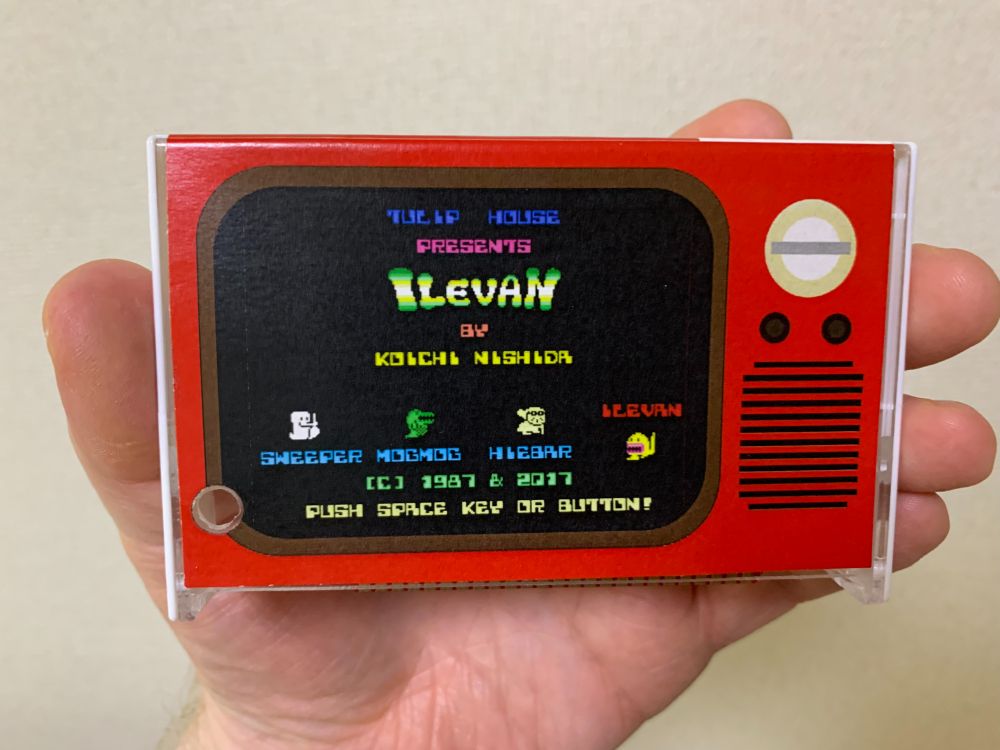 TULIP HOUSE
PRESENTS
ILEVAN
BY
KOICHI NISHIDA
ILEVAN
SWEEPER MOGMOG HIEBAR
(C) 1987 & 2017
PUSH SPACE KEY OR BUTTON!